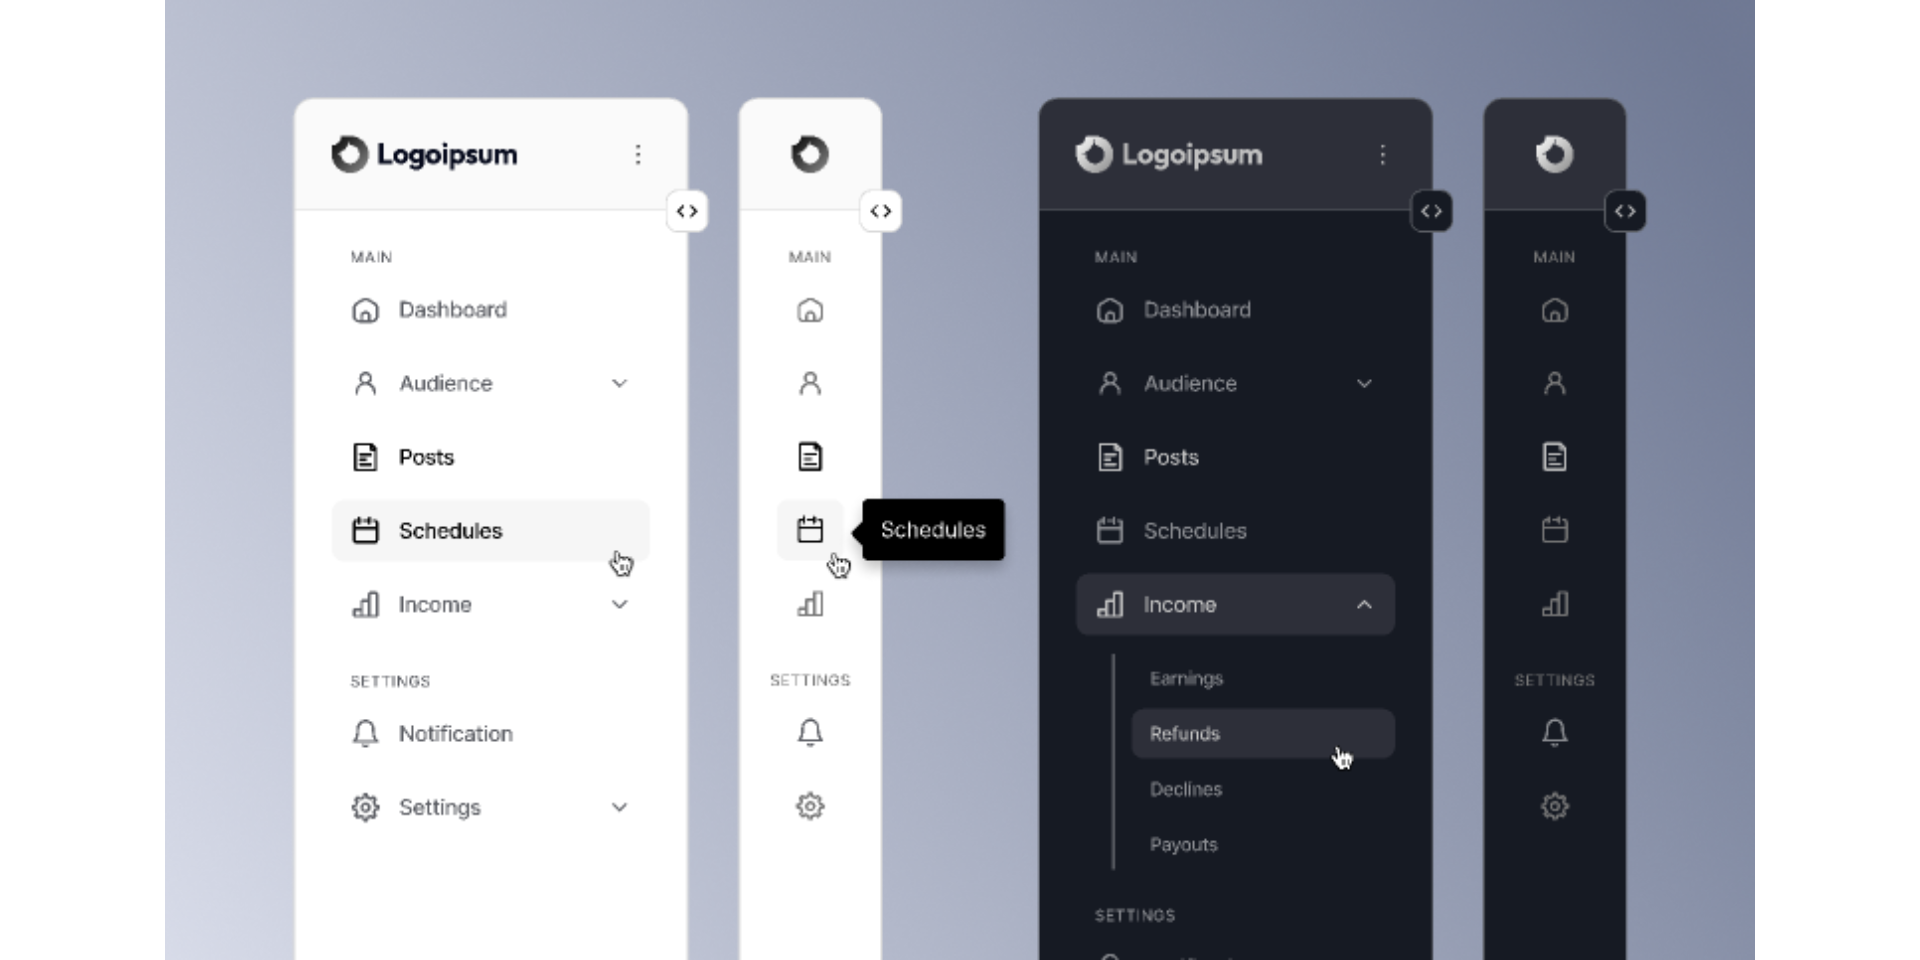 Logoipsum
MAIN
Dashboard
Audience
Posts
Schedules
Income
SETTINGS
Notification
Settings
MAIN
Schedules
SETTINGS
Logoipsum
MAIN
Dashboard
Audience
Posts
Schedules
Income
Earnings
Refunds
Declines
Payouts
SETTINGS
MAIN
SETTINGS